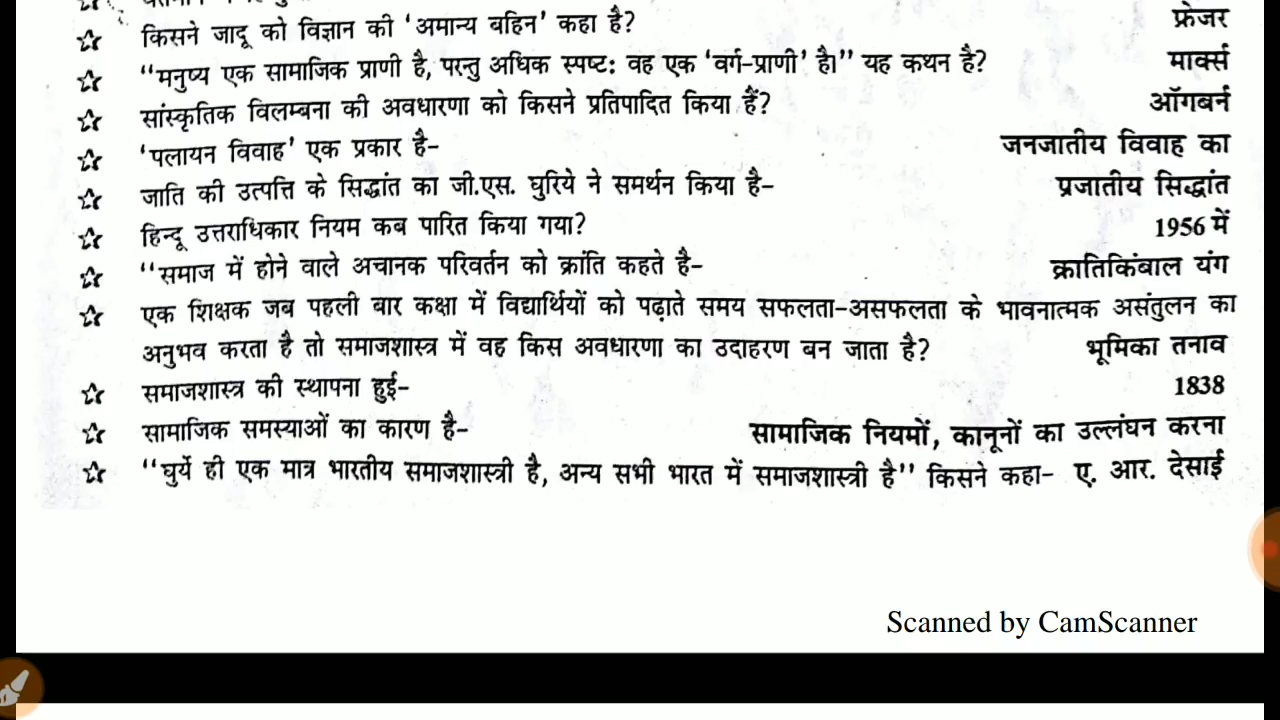 किसने जादू को विज्ञान की ‘अमान्य बहिन’ कहा है? फ्रेजर
“मनुष्य एक सामाजिक प्राणी है, परन्तु अधिक स्पष्ट: वह एक ‘वर्ग-प्राणी’ है।” यह कथन है? मार्क्स
सांस्कृतिक विलम्बना की अवधारणा को किसने प्रतिपादित किया हैं? ऑगबर्न
‘पलायन विवाह’ एक प्रकार है- जनजातीय विवाह का
जाति की उत्पत्ति के सिद्धांत का जी.एस. घुरिये ने समर्थन किया है- प्रजातीय सिद्धांत
हिन्दू उत्तराधिकार नियम कब पारित किया गया? 1956 में
“समाज में होने वाले अचानक परिवर्तन को क्रांति कहते है- क्रातिकिंबाल यंग
एक शिक्षक जब पहली बार कक्षा में विद्यार्थियों को पढ़ाते समय सफलता-असफलता के भावनात्मक असंतुलन का
अनुभव करता है तो समाजशास्त्र में वह किस अवधारणा का उदाहरण बन जाता है? भूमिका तनाव
समाजशास्त्र की स्थापना हुई- 1838
सामाजिक समस्याओं का कारण है- सामाजिक नियमों, कानूनों का उल्लंघन करना
“घुर्ये ही एक मात्र भारतीय समाजशास्त्री है, अन्य सभी भारत में समाजशास्त्री है” किसने कहा- ए. आर. देसाई
Scanned by CamScanner